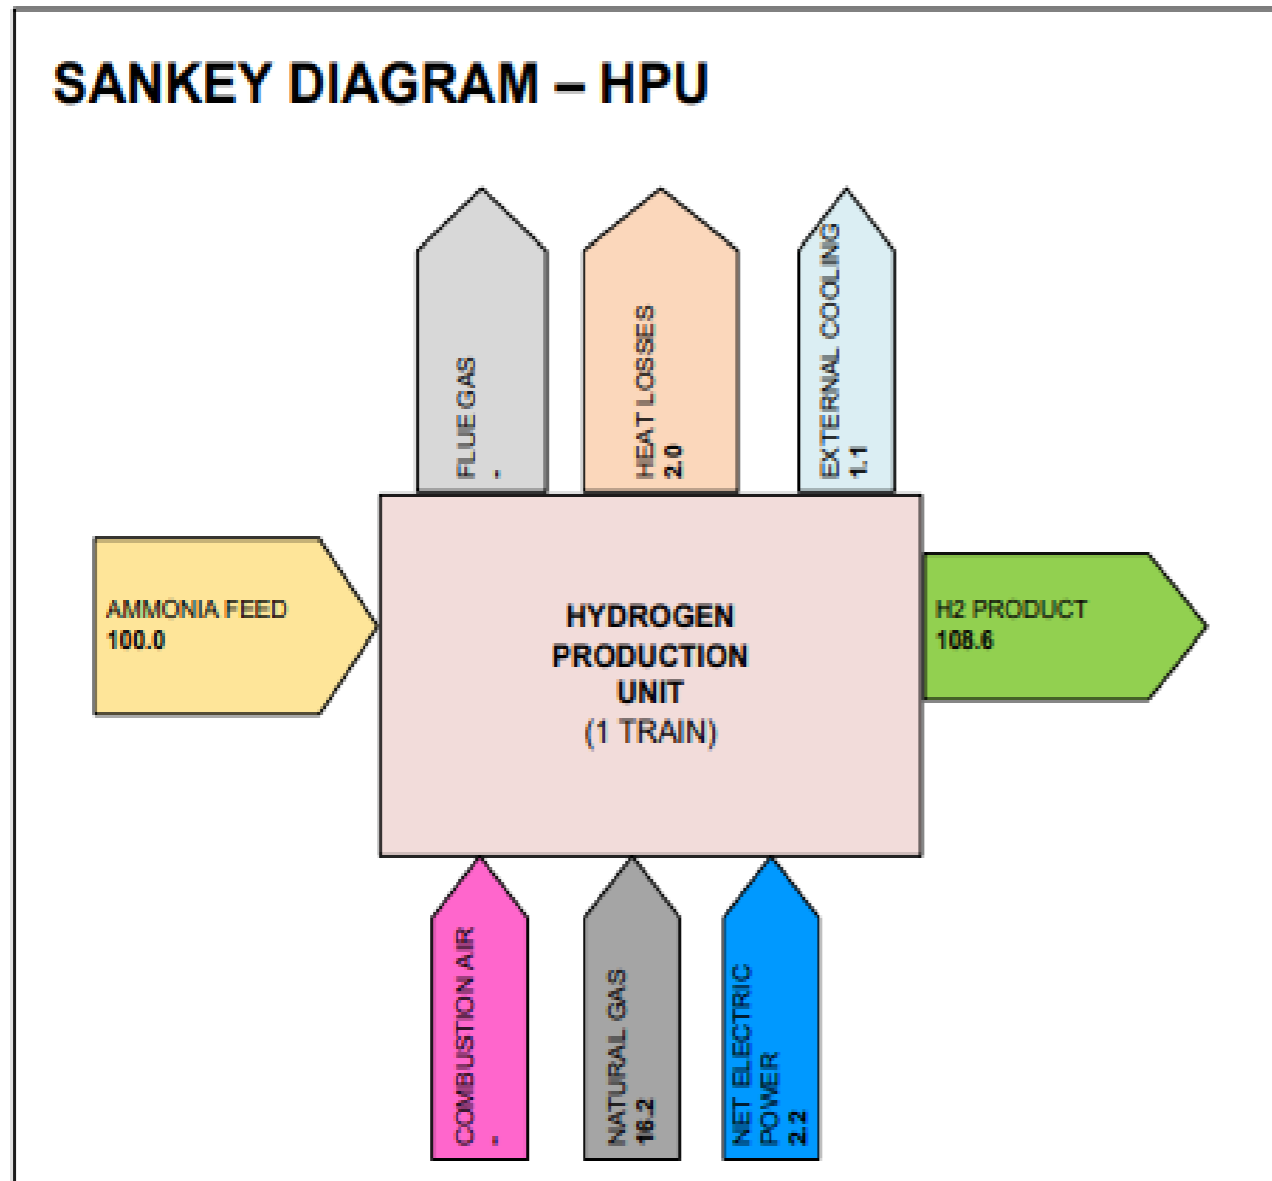 SANKEY DIAGRAM – HPU
FLUE GAS
-
HEAT LOSSES
2.0
EXTERNAL COOLING
1.1
AMMONIA FEED
100.0
HYDROGEN
PRODUCTION
UNIT
(1 TRAIN)
H2 PRODUCT
108.6
COMBUSTION AIR
-
NATURAL GAS
16.2
NET ELECTRIC
POWER
2.2